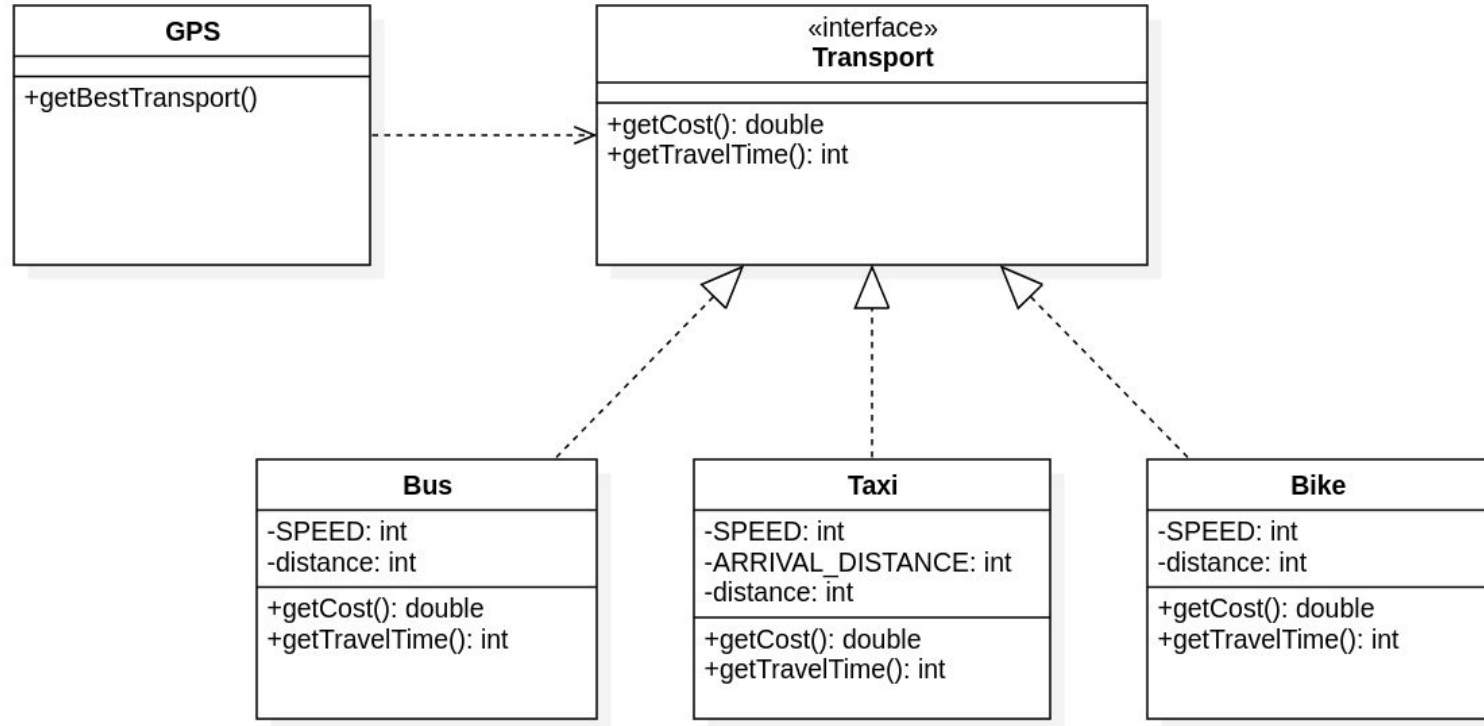 GPS
+getBestTransport()
«interface»
Transport
+getCost(): double
+getTravelTime(): int
Bus
-SPEED: int
-distance: int
+getCost(): double
+getTravelTime(): int
Taxi
-SPEED: int
-ARRIVAL_DISTANCE: int
-distance: int
+getCost(): double
+getTravelTime(): int
Bike
-SPEED: int
-distance: int
+getCost(): double
+getTravelTime(): int